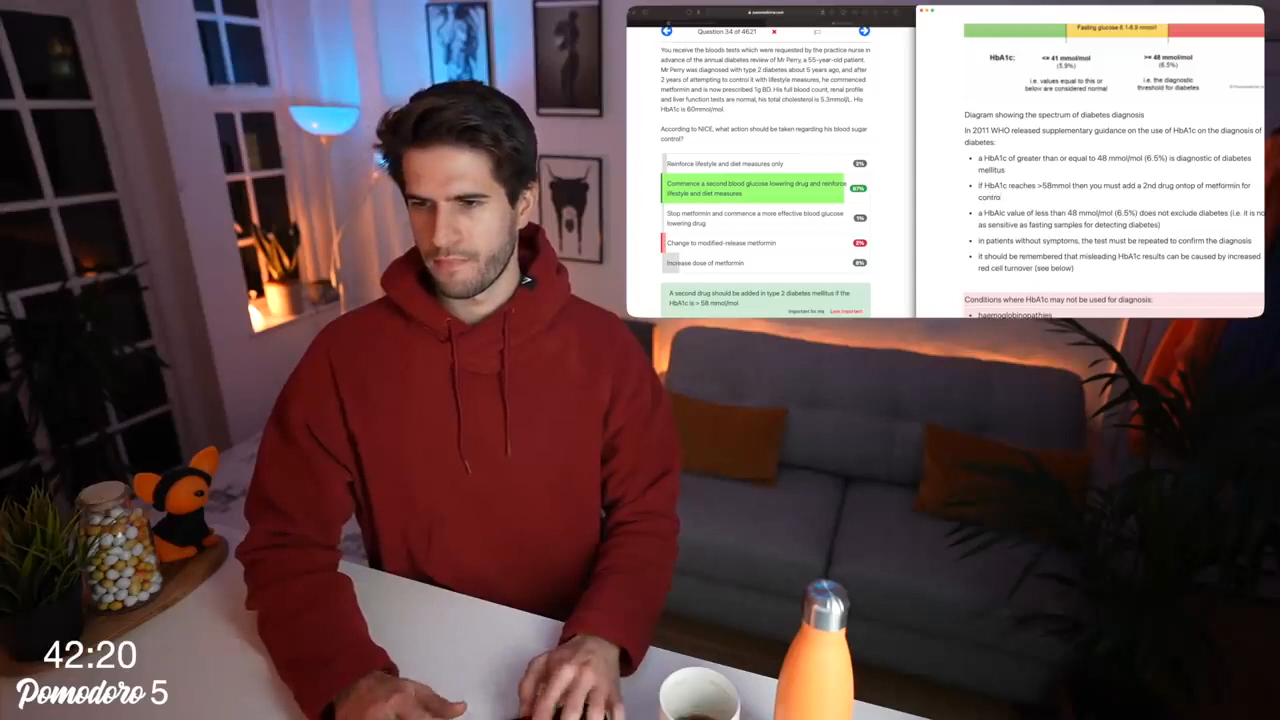 Question 34 of 4621
You receive the bloods tests which were requested by the practice nurse in
advance of the annual diabetes review of Mr Perry, a 55-year-old patient.
Mr Perry was diagnosed with type 2 diabetes about 5 years ago, and after
2 years of attempting to control it with lifestyle measures, he commenced
metformin and is now prescribed 1g BD. His full blood count, renal profile
and liver function tests are normal, his total cholesterol is 5.3mmol/L. His
HbA1c is 60mmol/mol.
According to NICE, what action should be taken regarding his blood sugar
control?
Reinforce lifestyle and diet measures only
Commence a second blood glucose lowering drug and reinforce
lifestyle and diet measures
87%
Stop metformin and commence a more effective blood glucose
lowering drug
1%
Change to modified-release metformin
Increase dose of metformin
A second drug should be added in type 2 diabetes mellitus if the
HbA1c is > 58 mmol/mol
Important for me
Less important
Fasting glucose 6.1-6.9 mmol/l
HbA1c:
<= 41 mmol/mol
(5.9%)
i.e. values equal to this or
below are considered normal
>= 48 mmol/mol
(6.5%)
i.e. the diagnostic
threshold for diabetes
Diagram showing the spectrum of diabetes diagnosis
In 2011 WHO released supplementary guidance on the use of HbA1c on the diagnosis of
diabetes:
• a HbA1c of greater than or equal to 48 mmol/mol (6.5%) is diagnostic of diabetes
mellitus
• if HbA1c reaches >58mmol then you must add a 2nd drug ontop of metformin for
contro
• a HbAlc value of less than 48 mmol/mol (6.5%) does not exclude diabetes (i.e. it is no
as sensitive as fasting samples for detecting diabetes)
• in patients without symptoms, the test must be repeated to confirm the diagnosis
• it should be remembered that misleading HbA1c results can be caused by increased
red cell turnover (see below)
Conditions where HbA1c may not be used for diagnosis:
• haemoglobinopathies
42:20
Pomodoro 5